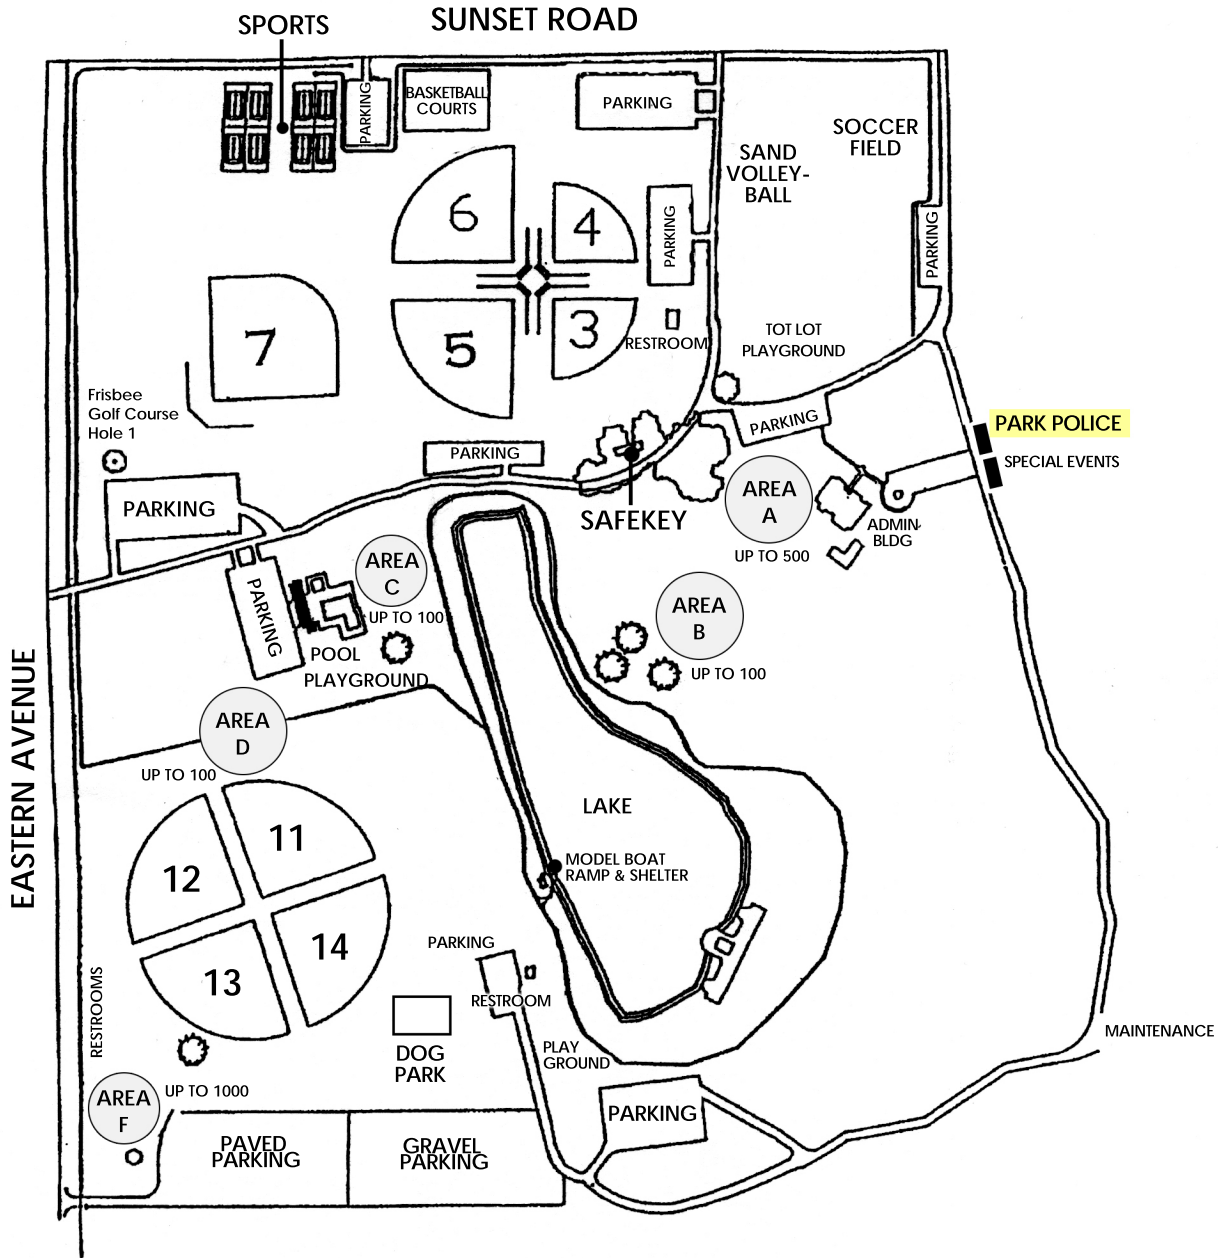 SUNSET ROAD
SPORTS
PARKING
BASKETBALL
COURTS
PARKING
SOCCER
FIELD
SAND
VOLLEY-
BALL
6
4
PARKING
PARKING
7
5
3
RESTROOM
TOT LOT
PLAYGROUND
Frisbee
Golf Course
Hole 1
PARKING
PARK POLICE
PARKING
SPECIAL EVENTS
PARKING
SAFEKEY
AREA
A
UP TO 500
ADMIN
BLDG
AREA
C
UP TO 100
PARKING
POOL
PLAYGROUND
AREA
B
UP TO 100
EASTERN AVENUE
AREA
D
UP TO 100
LAKE
11
12
13
14
MODEL BOAT
RAMP & SHELTER
PARKING
RESTROOM
RESTROOMS
DOG
PARK
PLAY
GROUND
MAINTENANCE
AREA
F
UP TO 1000
PARKING
PAVED
PARKING
GRAVEL
PARKING